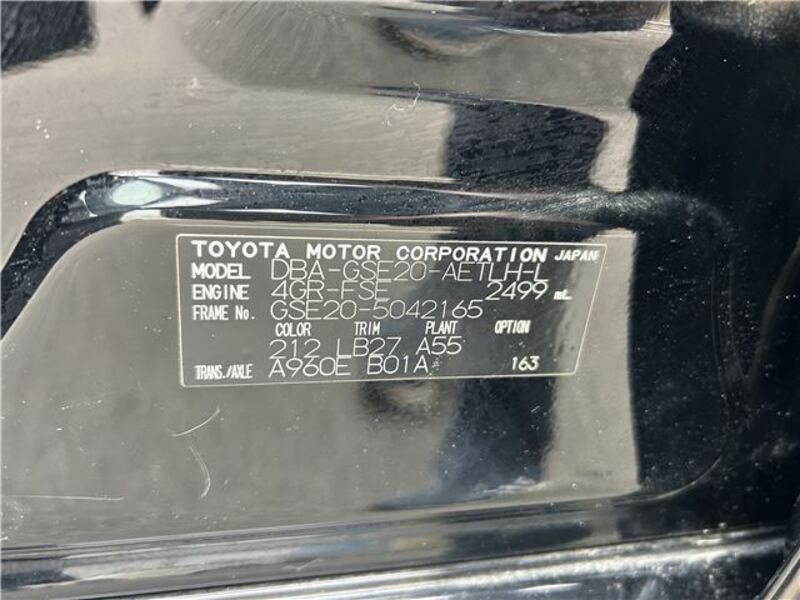 TOYOTA MOTOR CORPORATION JAPAN
MODEL DBA-GSE20-AETLH-L
ENGINE 4GR-FSE 2499 mL
FRAME No. GSE20-5042165
COLOR TRIM PLANT OPTION
212 LB27 A55
TRANS./AXLE A960E B01A 163